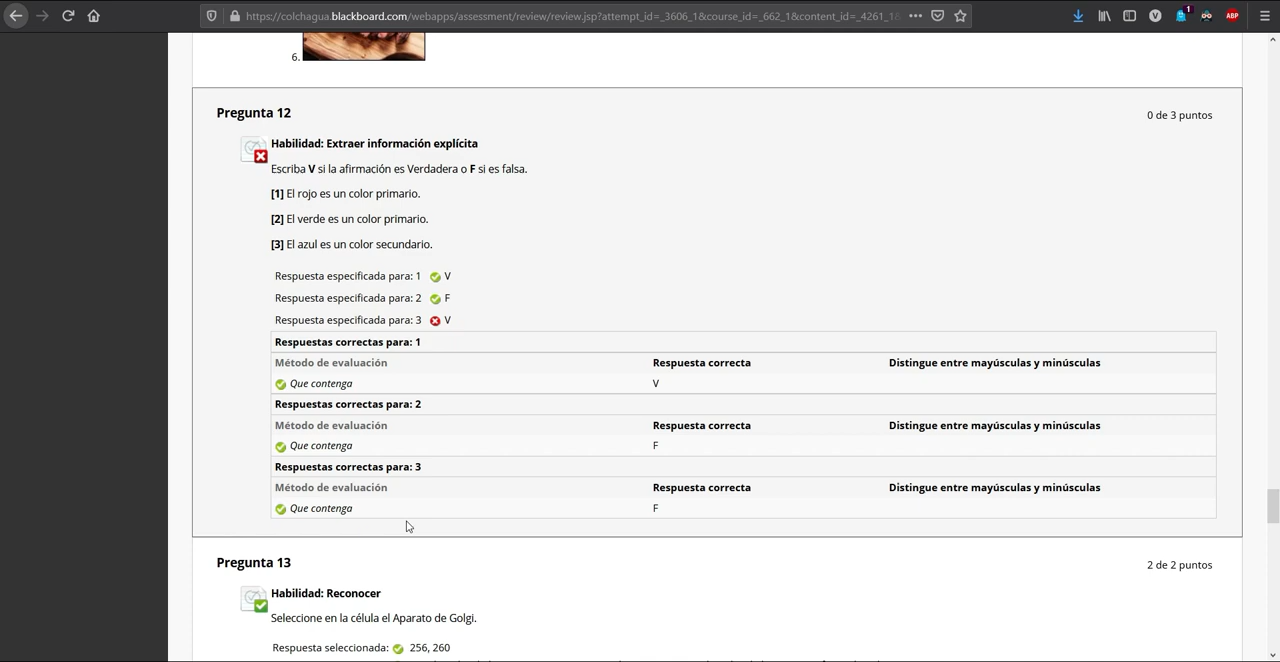 https://colchagua.blackboard.com/webapps/assessment/review/review.jsp?attempt_id=_3606_1&course_id=_662_1&content_id=_4261_1&
V
1
ABP
6.
Pregunta 12
0 de 3 puntos
Habilidad: Extraer información explícita
Escriba V si la afirmación es Verdadera o F si es falsa.
[1] El rojo es un color primario.
[2] El verde es un color primario.
[3] El azul es un color secundario.
Respuesta especificada para: 1 V
Respuesta especificada para: 2 F
Respuesta especificada para: 3 V
Respuestas correctas para: 1
Método de evaluación Respuesta correcta Distingue entre mayúsculas y minúsculas
Que contenga V
Respuestas correctas para: 2
Método de evaluación Respuesta correcta Distingue entre mayúsculas y minúsculas
Que contenga F
Respuestas correctas para: 3
Método de evaluación Respuesta correcta Distingue entre mayúsculas y minúsculas
Que contenga F
Pregunta 13
2 de 2 puntos
Habilidad: Reconocer
Seleccione en la célula el Aparato de Golgi.
Respuesta seleccionada: 256, 260